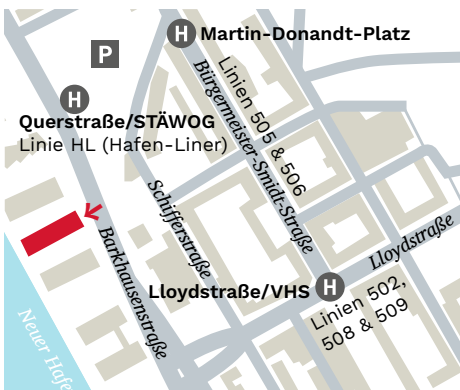 H Martin-Donandt-Platz
P
H
Querstraße/STÄWOG
Linie HL (Hafen-Liner)
Linien 505 & 506
Bürgermeister-Smidt-Straße
Schifferstraße
Barkhausenstraße
Lloydstraße
Lloydstraße/VHS H
Linien 502,
508 & 509
Neuer Hafe